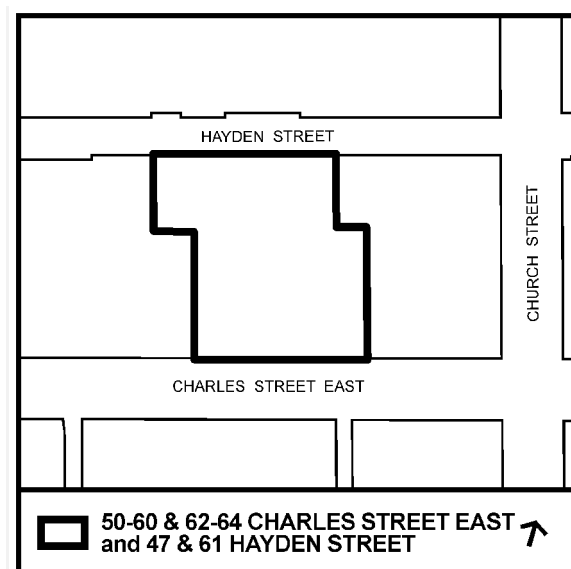 HAYDEN STREET
CHURCH STREET
CHARLES STREET EAST
50-60 & 62-64 CHARLES STREET EAST
and 47 & 61 HAYDEN STREET